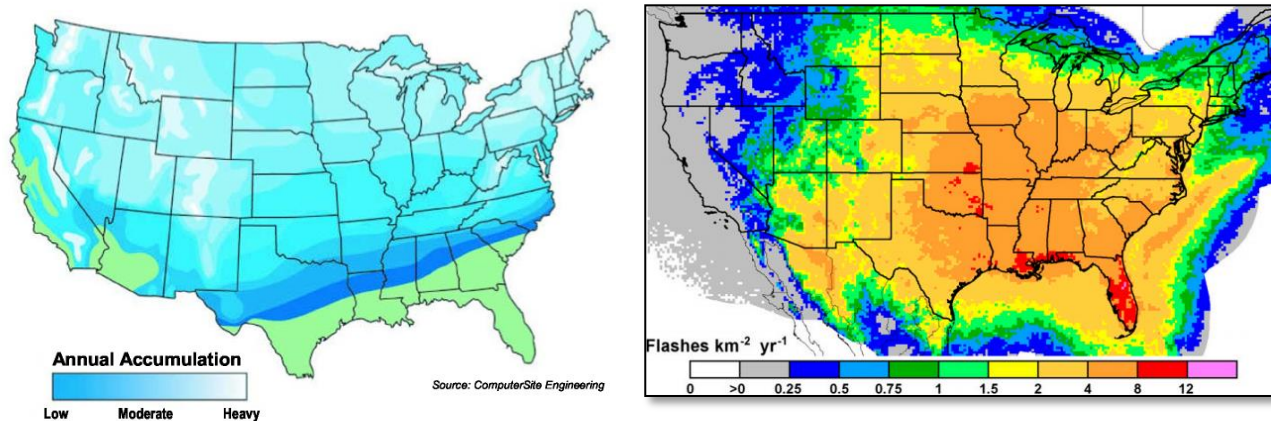 Annual Accumulation
Low Moderate Heavy
Source: ComputerSite Engineering
Flashes km-2 yr-1
0 >0 0.25 0.5 0.75 1 1.5 2 4 8 12